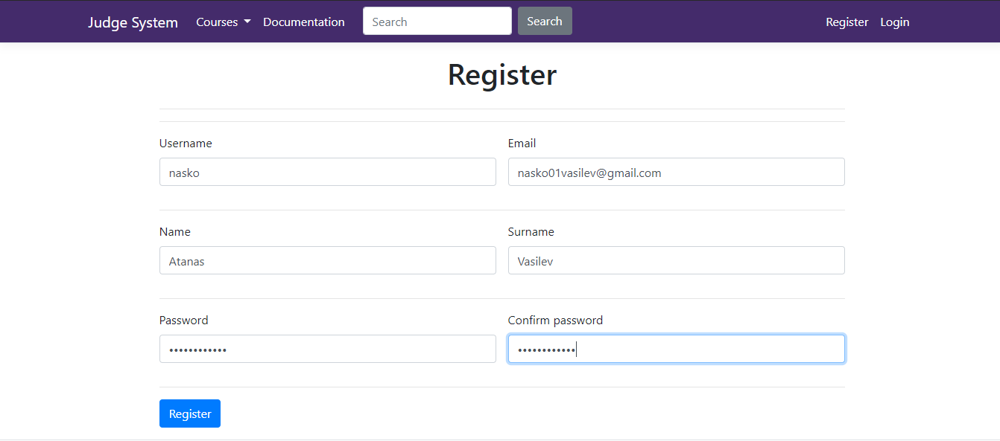 Judge System Courses Documentation Search Search Register Login
Register
Username Email
nasko nasko01vasilev@gmail.com
Name Surname
Atanas Vasilev
Password Confirm password
•••••••••••• ••••••••••••
Register